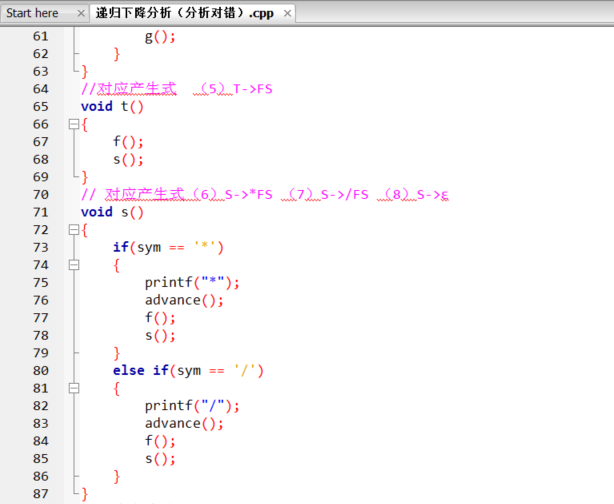 Start here × 递归下降分析（分析对错）.cpp ×
61 g();
62 }
63 }
64 //对应产生式 （5）T->FS
65 void t()
66 {
67 f();
68 s();
69 }
70 // 对应产生式（6）S->*FS （7）S->/FS （8）S->ε
71 void s()
72 {
73 if(sym == '*')
74 {
75 printf("*");
76 advance();
77 f();
78 s();
79 }
80 else if(sym == '/')
81 {
82 printf("/");
83 advance();
84 f();
85 s();
86 }
87 }